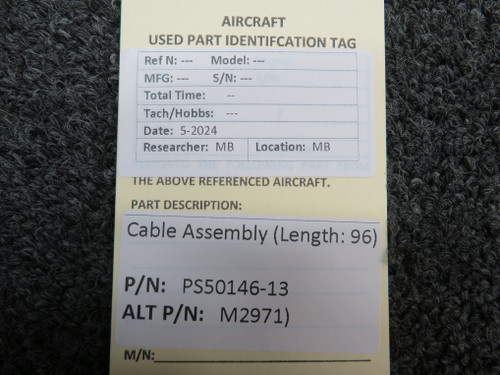 AIRCRAFT
USED PART IDENTIFCATION TAG
Ref N: --- Model: ---
MFG: --- S/N: ---
Total Time: --
Tach/Hobbs: ---
Date: 5-2024
Researcher: MB Location: MB
THE ABOVE REFERENCED AIRCRAFT.
PART DESCRIPTION:
Cable Assembly (Length: 96)
P/N: PS50146-13
ALT P/N: M2971)
M/N: